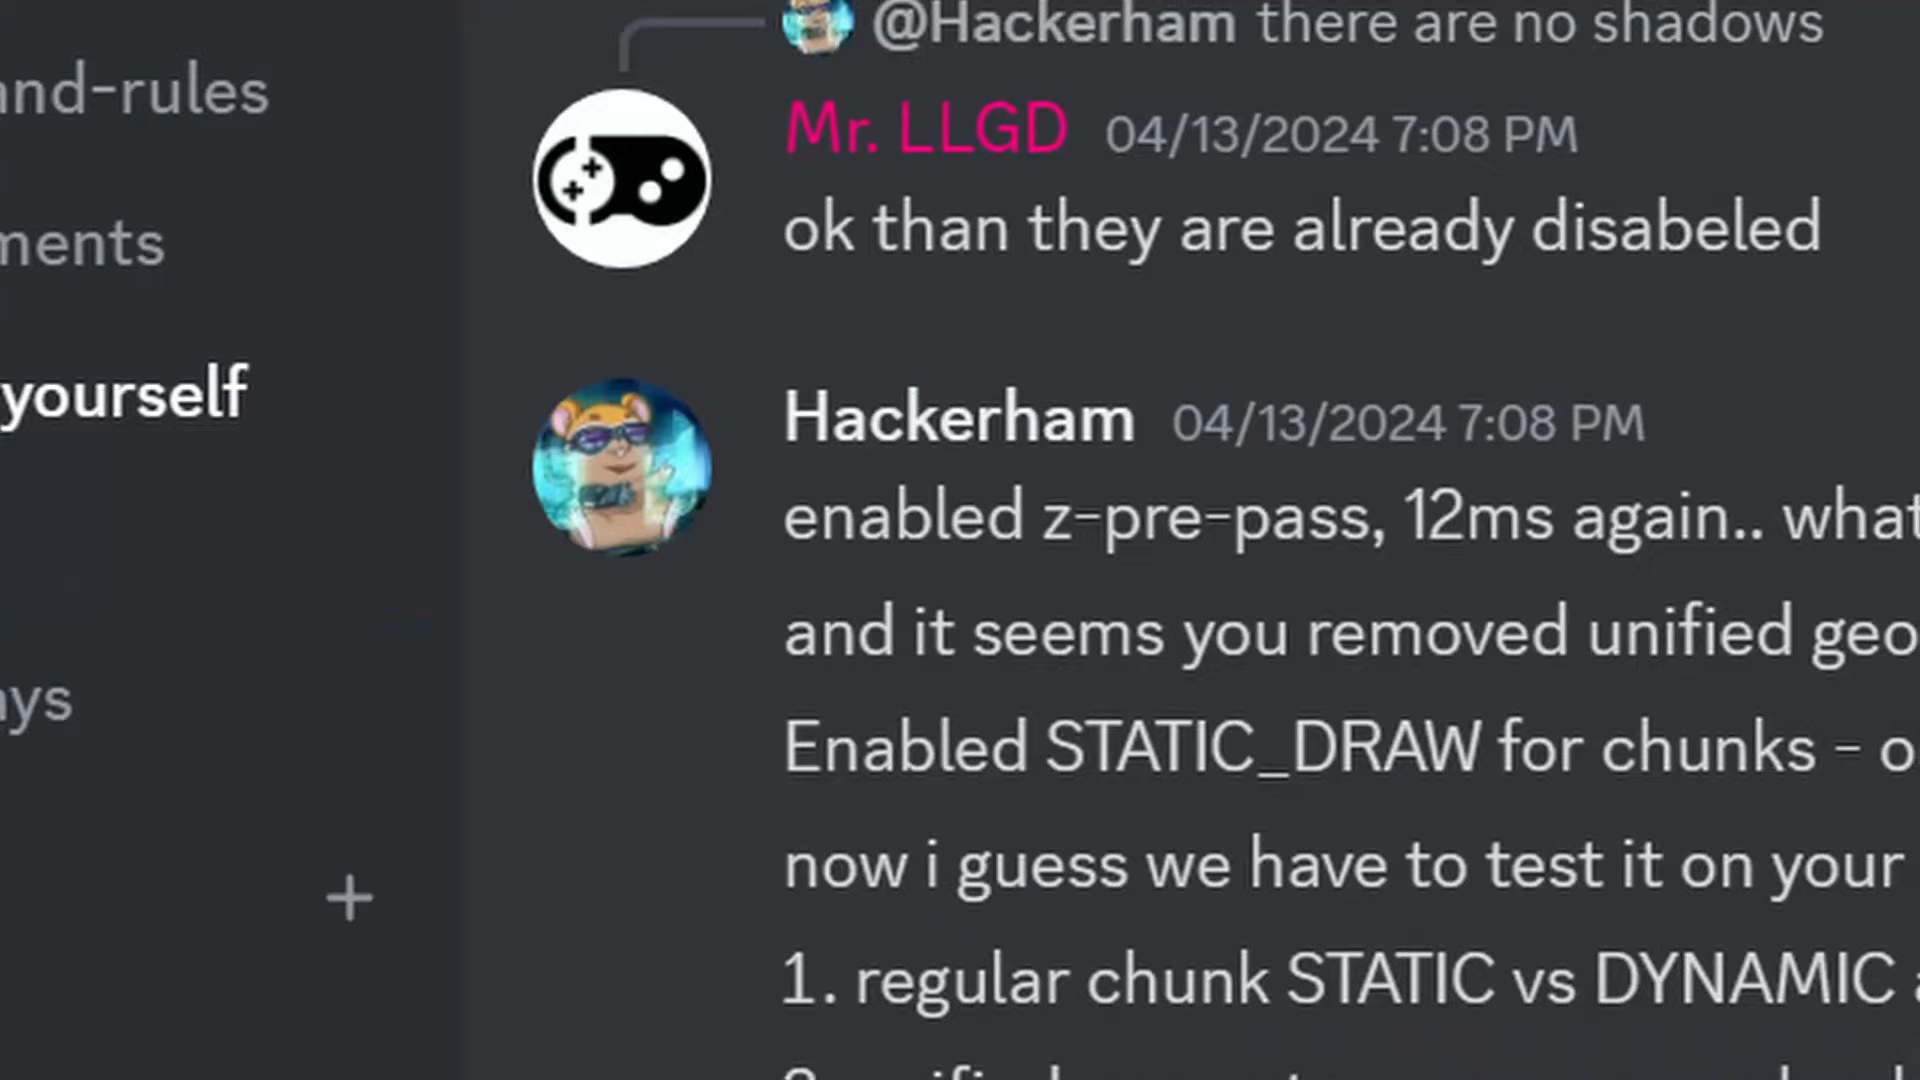 @Hackerham there are no shadows
and-rules
Mr. LLGD 04/13/2024 7:08 PM
ok than they are already disabeled
ments
yourself
Hackerham 04/13/2024 7:08 PM
enabled z-pre-pass, 12ms again.. what
and it seems you removed unified geo
ays
Enabled STATIC_DRAW for chunks - o
now i guess we have to test it on your
1. regular chunk STATIC vs DYNAMIC a